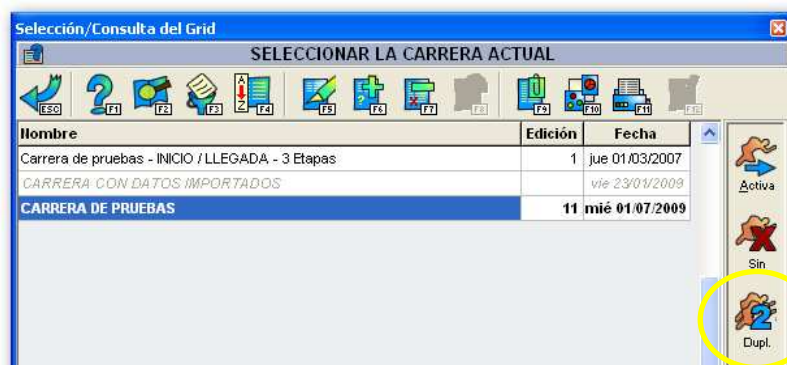 Selección/Consulta del Grid
SELECCIONAR LA CARRERA ACTUAL
ESC F1 F2 F3 A Z F4 F5 F6 F7 F8 F9 F10 F11 F12
Nombre Edición Fecha
Carrera de pruebas - INICIO / LLEGADA - 3 Etapas 1 jue 01/03/2007
CARRERA CON DATOS IMPORTADOS vie 23/01/2009
CARRERA DE PRUEBAS 11 mié 01/07/2009
Activa
Sin
2
Dupl.